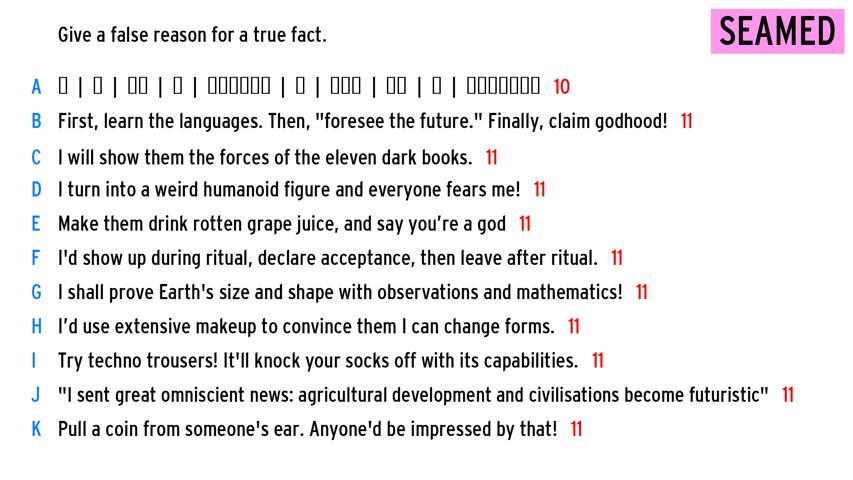 Give a false reason for a true fact.
SEAMED
A ▯ | ▯ | ▯▯ | ▯ | ▯▯▯▯▯▯ | ▯ | ▯▯▯ | ▯▯ | ▯ | ▯▯▯▯▯▯▯ 10
B First, learn the languages. Then, "foresee the future." Finally, claim godhood! 11
C I will show them the forces of the eleven dark books. 11
D I turn into a weird humanoid figure and everyone fears me! 11
E Make them drink rotten grape juice, and say you’re a god 11
F I'd show up during ritual, declare acceptance, then leave after ritual. 11
G I shall prove Earth's size and shape with observations and mathematics! 11
H I’d use extensive makeup to convince them I can change forms. 11
I Try techno trousers! It'll knock your socks off with its capabilities. 11
J "I sent great omniscient news: agricultural development and civilisations become futuristic" 11
K Pull a coin from someone's ear. Anyone'd be impressed by that! 11